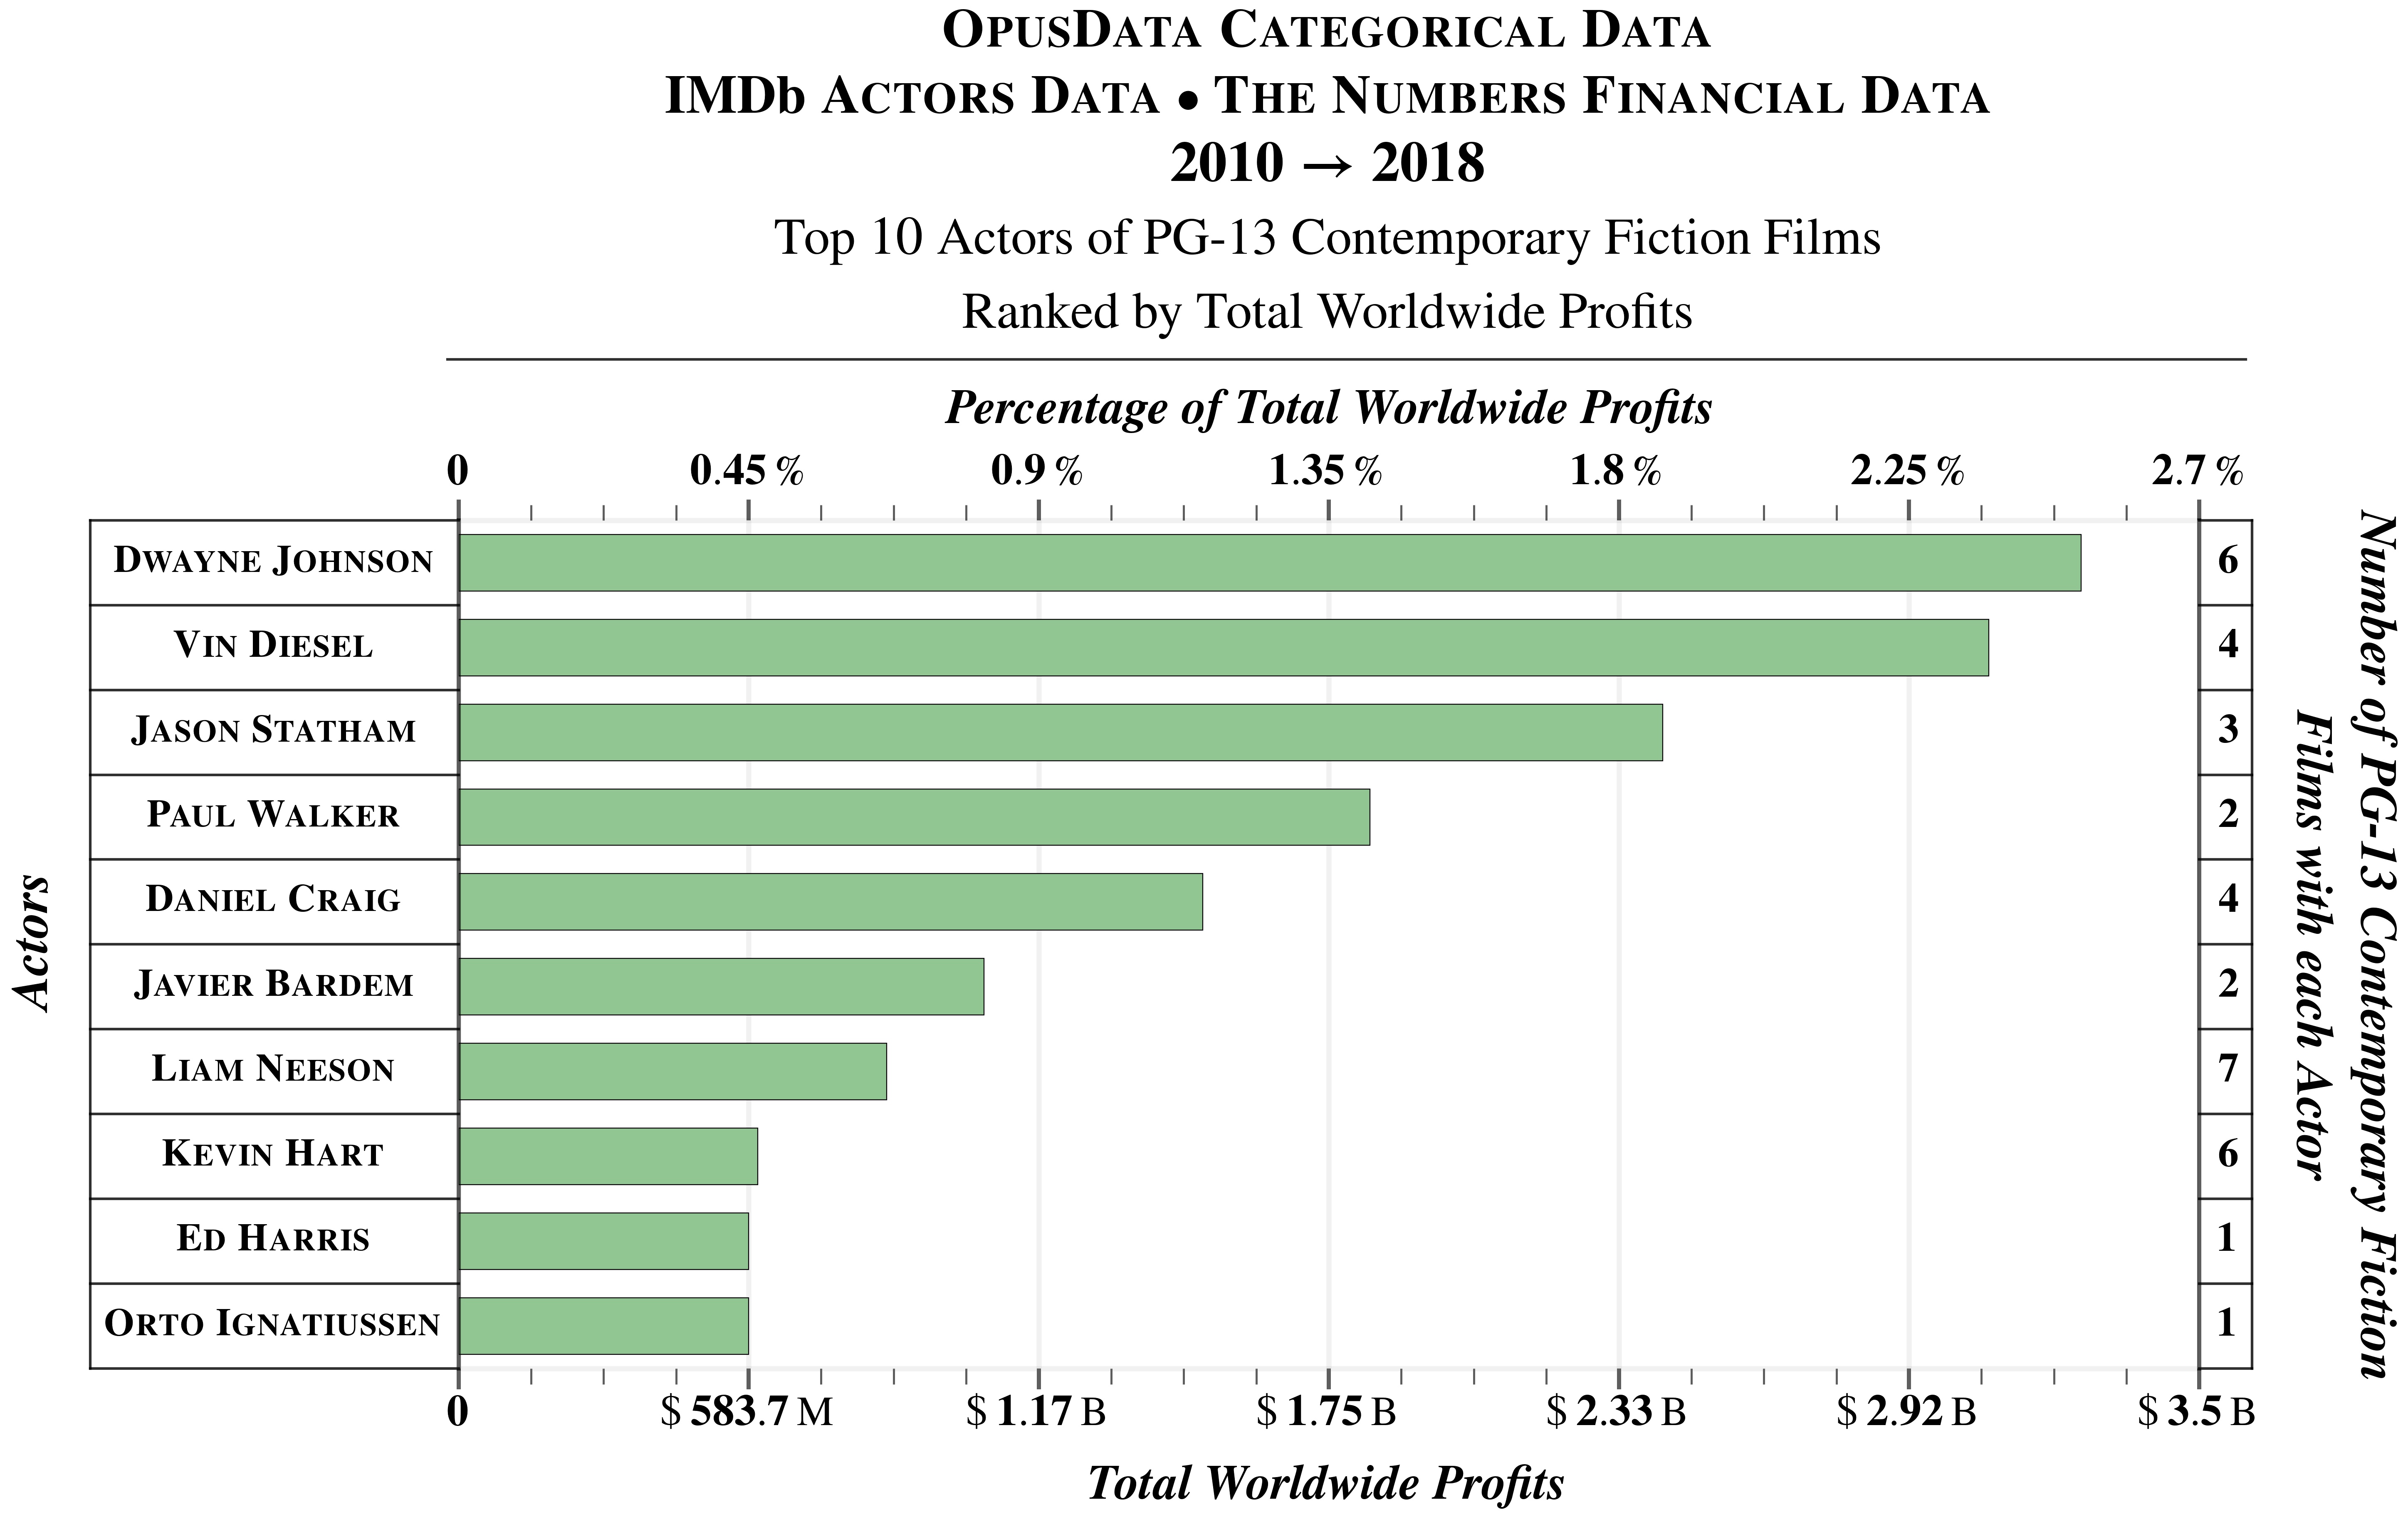 OpusData Categorical Data
IMDb Actors Data • The Numbers Financial Data
2010 → 2018
Top 10 Actors of PG-13 Contemporary Fiction Films
Ranked by Total Worldwide Profits
Percentage of Total Worldwide Profits
0 0.45 % 0.9 % 1.35 % 1.8 % 2.25 % 2.7 %
Actors
Dwayne Johnson 6
Vin Diesel 4
Jason Statham 3
Paul Walker 2
Daniel Craig 4
Javier Bardem 2
Liam Neeson 7
Kevin Hart 6
Ed Harris 1
Orto Ignatiussen 1
Number of PG-13 Contemporary Fiction
Films with each Actor
0 $ 583.7 M $ 1.17 B $ 1.75 B $ 2.33 B $ 2.92 B $ 3.5 B
Total Worldwide Profits